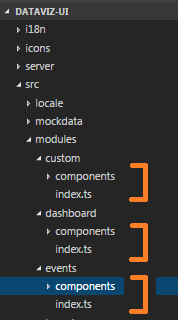 DATAVIZ-UI
i18n
icons
server
src
locale
mockdata
modules
custom
components
index.ts
dashboard
components
index.ts
events
components
index.ts